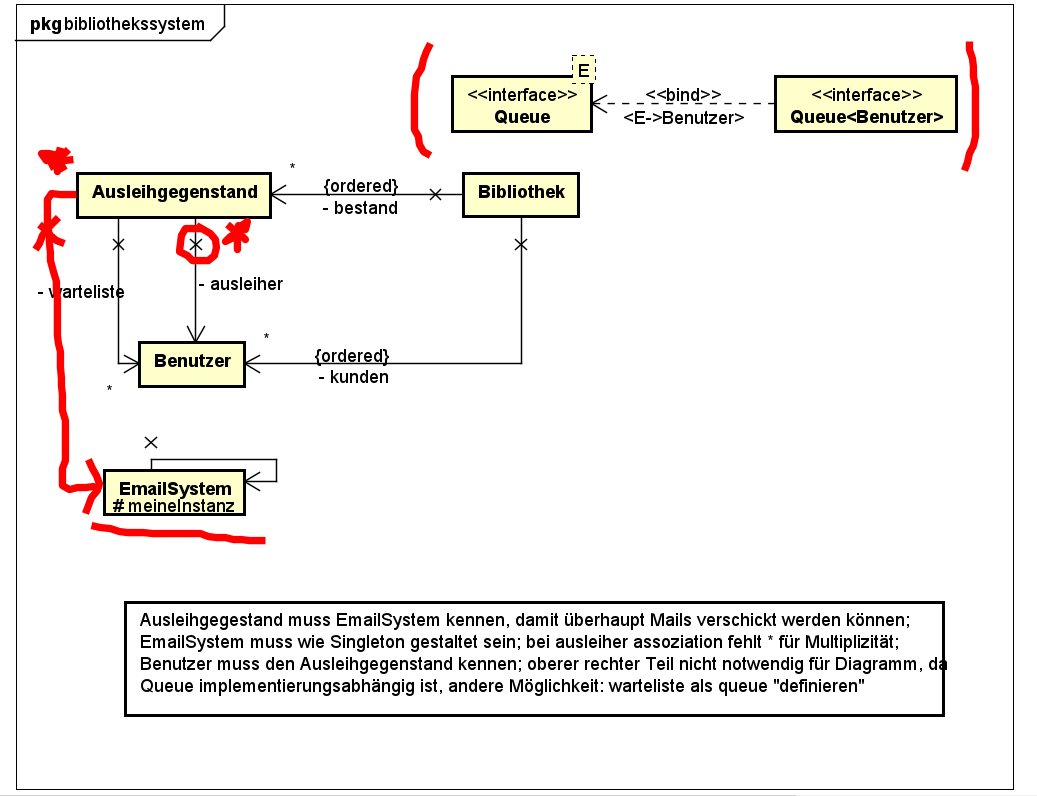 pkg bibliothekssystem
E
<<interface>>
Queue
<<bind>>
<E->Benutzer>
<<interface>>
Queue<Benutzer>
*
Ausleihgegenstand
{ordered}
- bestand
Bibliothek
- warteliste
- ausleiher
*
Benutzer
{ordered}
- kunden
*
EmailSystem
# meineInstanz
Ausleihgegestand muss EmailSystem kennen, damit überhaupt Mails verschickt werden können;
EmailSystem muss wie Singleton gestaltet sein; bei ausleiher assoziation fehlt * für Multiplizität;
Benutzer muss den Ausleihgegenstand kennen; oberer rechter Teil nicht notwendig für Diagramm, da
Queue implementierungsabhängig ist, andere Möglichkeit: warteliste als queue "definieren"